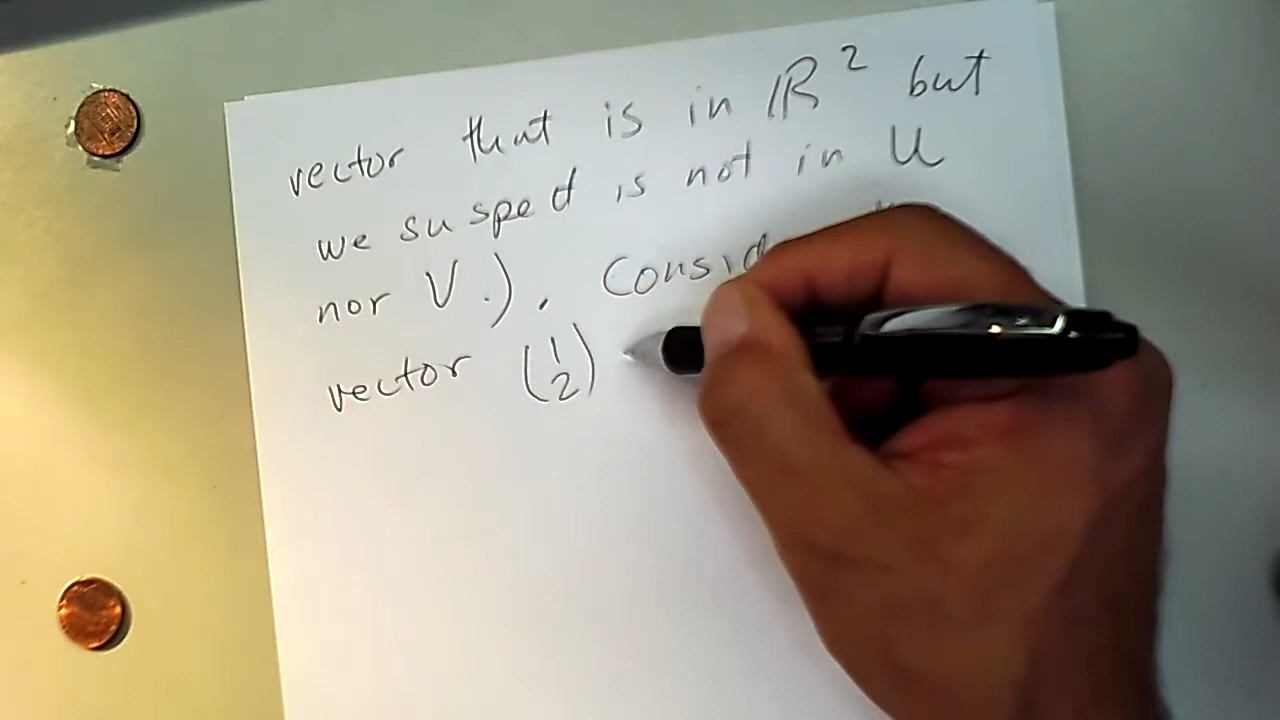 vector that is in ℝ² but
we suspect is not in U
nor V.). Consid
vector (1 2)